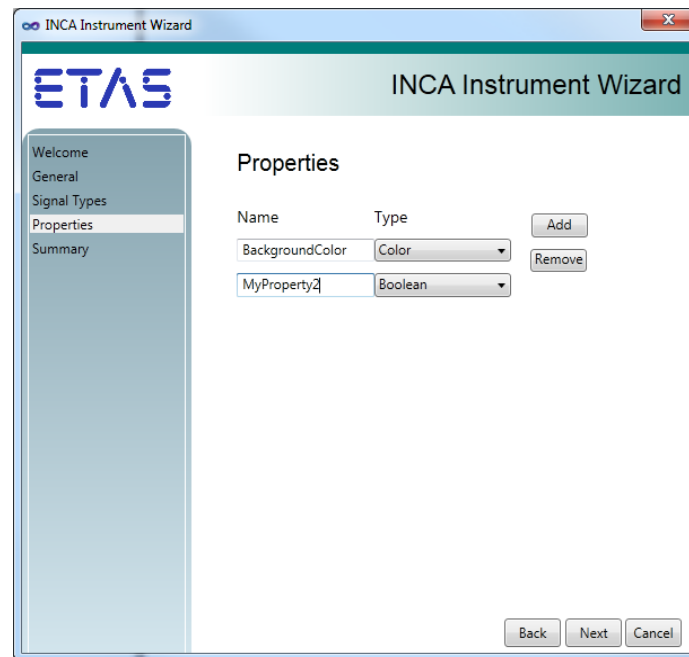 INCA Instrument Wizard
x
ETAS
INCA Instrument Wizard
Welcome
General
Signal Types
Properties
Summary
Properties
Name Type
Add
BackgroundColor Color
Remove
MyProperty2 Boolean
Back Next Cancel